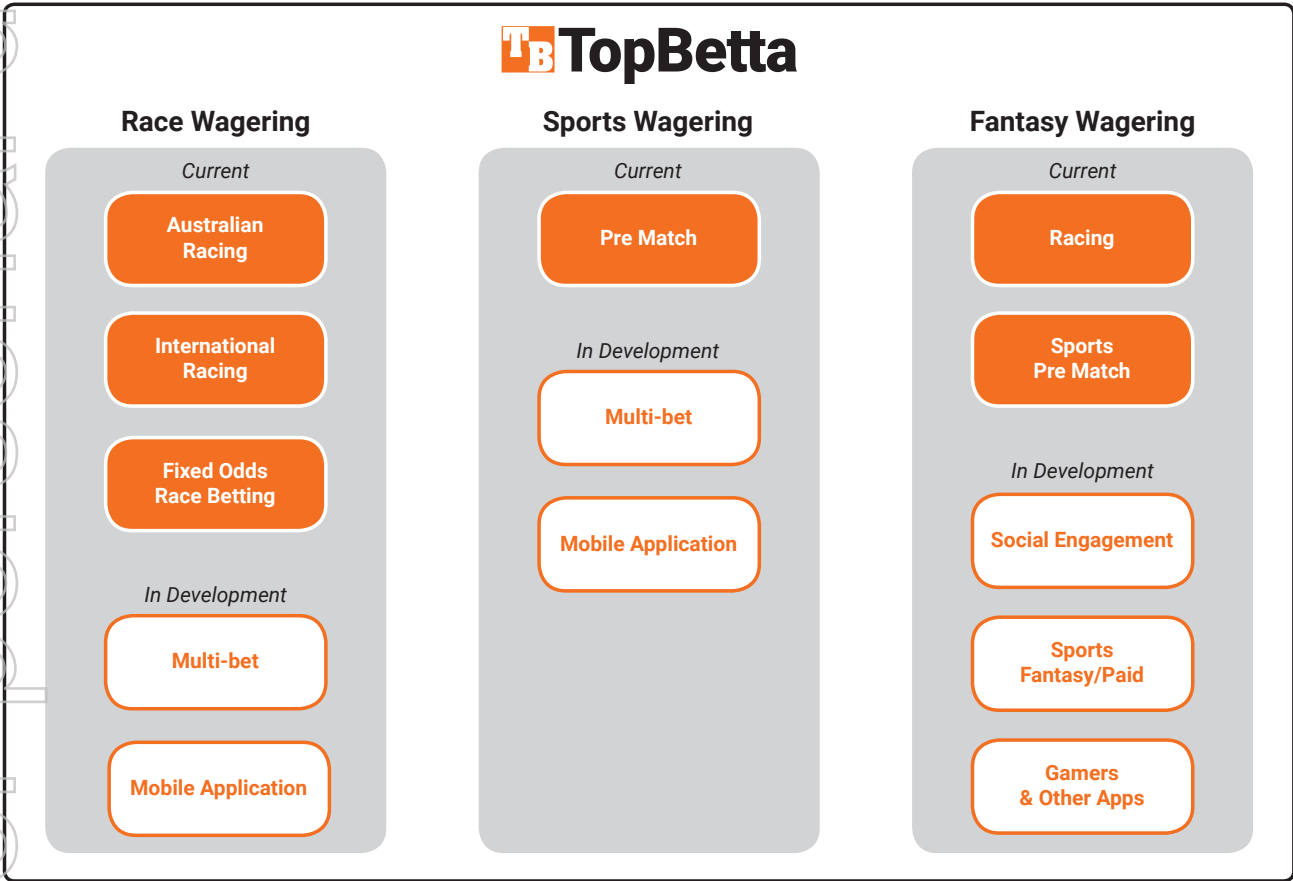 TB TopBetta
Race Wagering
Current
Australian
Racing
International
Racing
Fixed Odds
Race Betting
In Development
Multi-bet
Mobile Application
Sports Wagering
Current
Pre Match
In Development
Multi-bet
Mobile Application
Fantasy Wagering
Current
Racing
Sports
Pre Match
In Development
Social Engagement
Sports
Fantasy/Paid
Gamers
& Other Apps